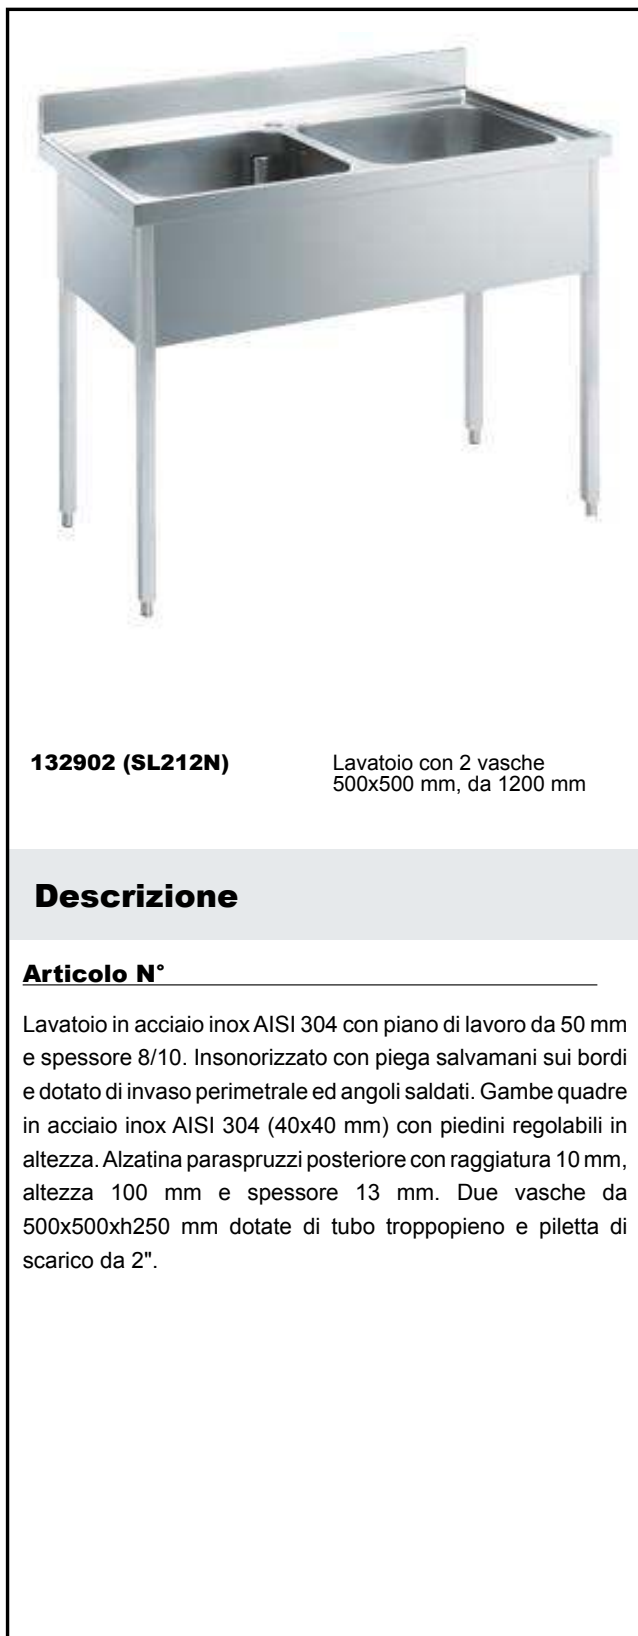 132902 (SL212N)
Lavatoio con 2 vasche
500x500 mm, da 1200 mm
Descrizione
Articolo N°
Lavatoio in acciaio inox AISI 304 con piano di lavoro da 50 mm
e spessore 8/10. Insonorizzato con piega salvamani sui bordi
e dotato di invaso perimetrale ed angoli saldati. Gambe quadre
in acciaio inox AISI 304 (40x40 mm) con piedini regolabili in
altezza. Alzatina paraspruzzi posteriore con raggiatura 10 mm,
altezza 100 mm e spessore 13 mm. Due vasche da
500x500xh250 mm dotate di tubo troppopieno e piletta di
scarico da 2".